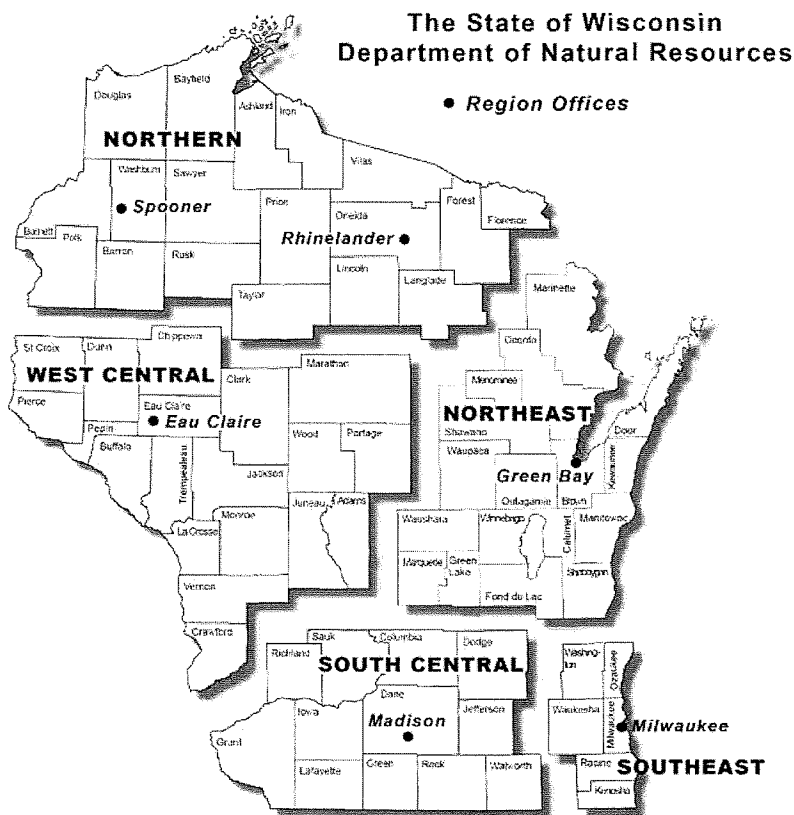 The State of Wisconsin
Department of Natural Resources
Region Offices
Bayfield
Douglas
Ashland
Iron
NORTHERN
Vilas
Washburn
Sawyer
Price
Oneida
Forest
Florence
Spooner
Rhinelander
Burnett
Polk
Barron
Rusk
Lincoln
Langlade
Taylor
Marinette
Oconto
Chippewa
St Croix
Dunn
WEST CENTRAL
Clark
Marathon
Menominee
Pierce
Eau Claire
Eau Claire
NORTHEAST
Pepin
Buffalo
Wood
Portage
Shawano
Door
Waupaca
Kewaunee
Trempealeau
Jackson
Green Bay
Outagamie
Brown
Juneau
Adams
Monroe
La Crosse
Waushara
Winnebago
Calumet
Manitowoc
Marquette
Green
Lake
Sheboygan
Vernon
Fond du Lac
Crawford
Sauk
Columbia
Dodge
Richland
SOUTH CENTRAL
Washing-
ton
Ozaukee
Dane
Iowa
Madison
Jefferson
Waukesha
Milwaukee
Milwaukee
Grant
Lafayette
Green
Rock
Walworth
Racine
SOUTHEAST
Kenosha